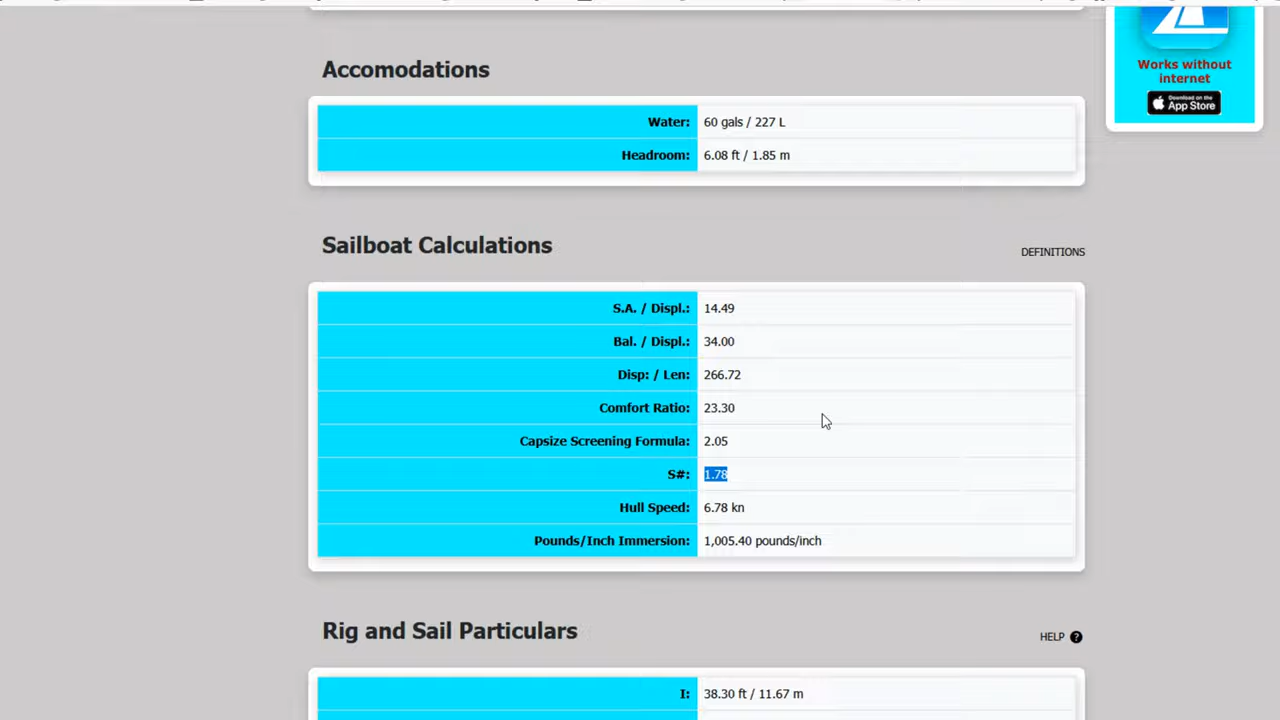 Works without
internet
Download on the
App Store
Accomodations
Water: 60 gals / 227 L
Headroom: 6.08 ft / 1.85 m
Sailboat Calculations
DEFINITIONS
S.A. / Displ.: 14.49
Bal. / Displ.: 34.00
Disp: / Len: 266.72
Comfort Ratio: 23.30
Capsize Screening Formula: 2.05
S#: 1.78
Hull Speed: 6.78 kn
Pounds/Inch Immersion: 1,005.40 pounds/inch
Rig and Sail Particulars
HELP ?
I: 38.30 ft / 11.67 m